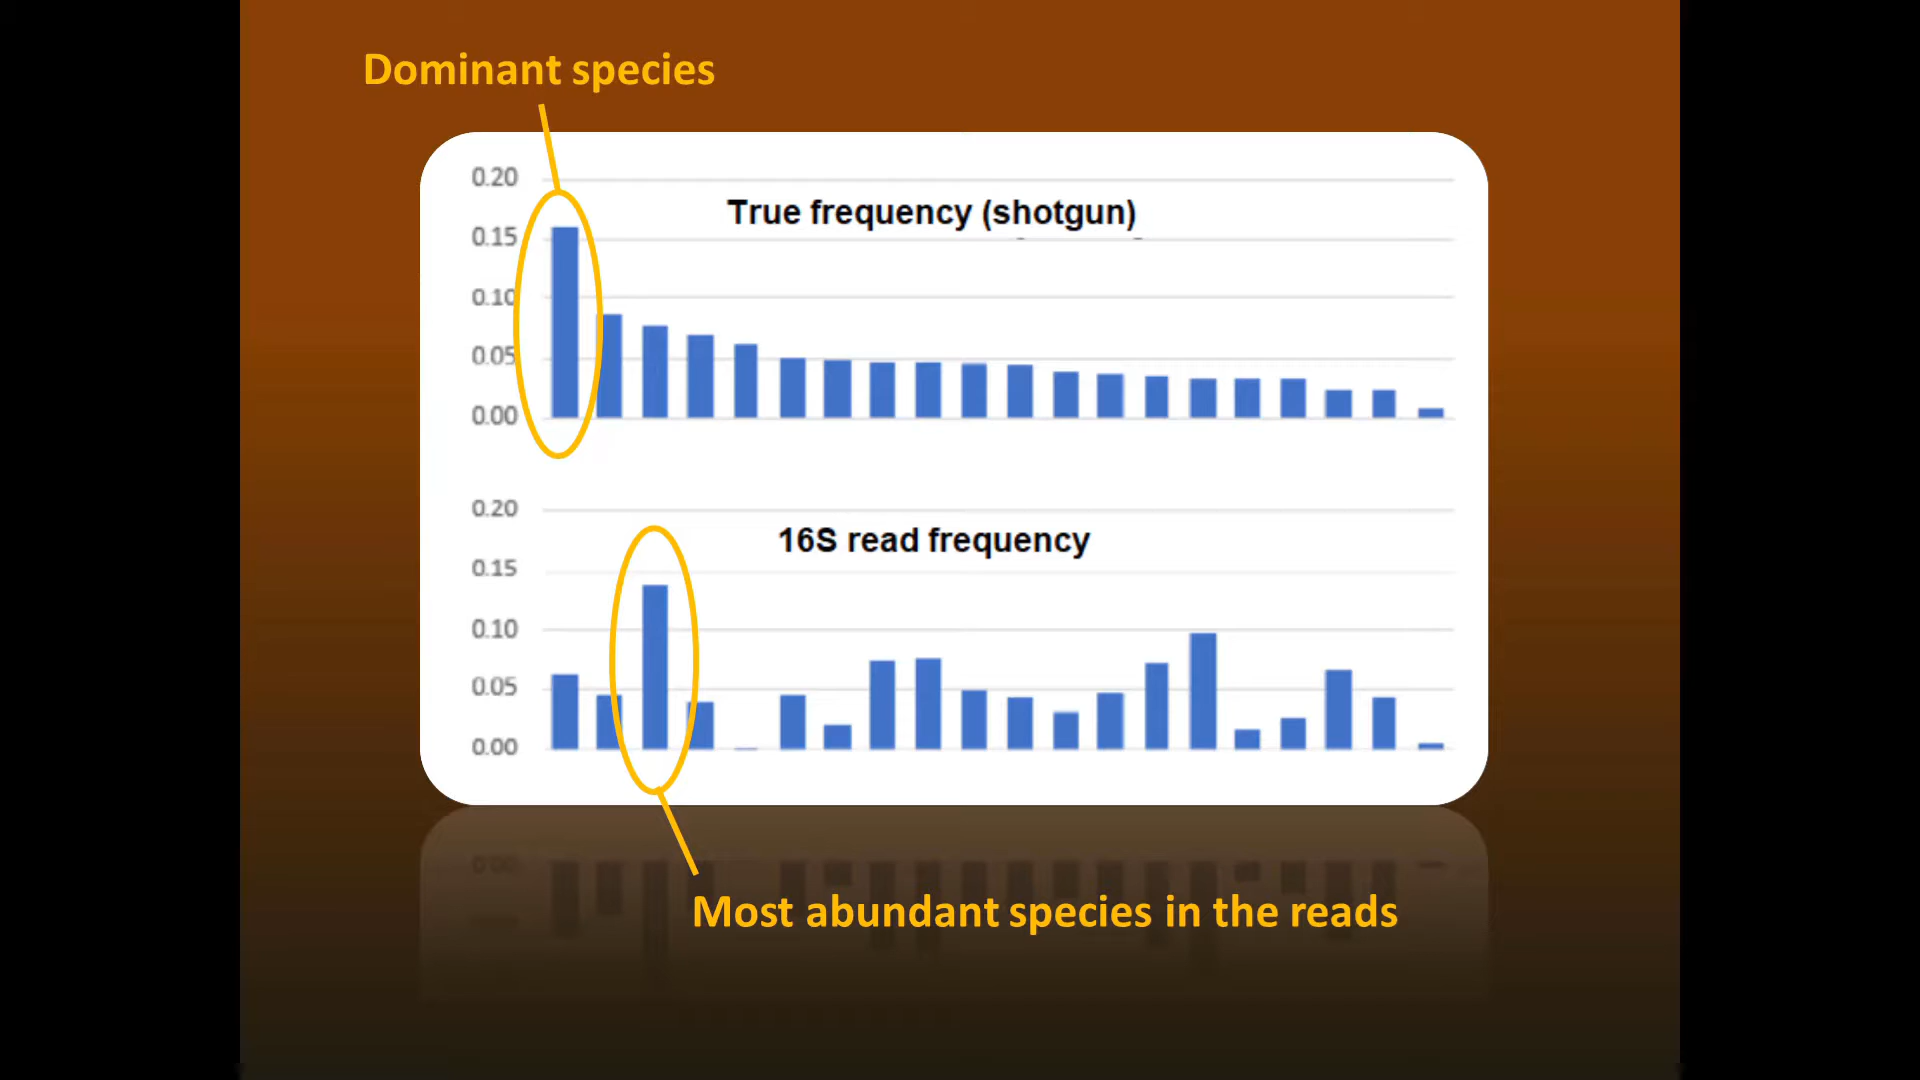 Dominant species
0.20
True frequency (shotgun)
0.15
0.10
0.05
0.00
0.20
16S read frequency
0.15
0.10
0.05
0.00
Most abundant species in the reads